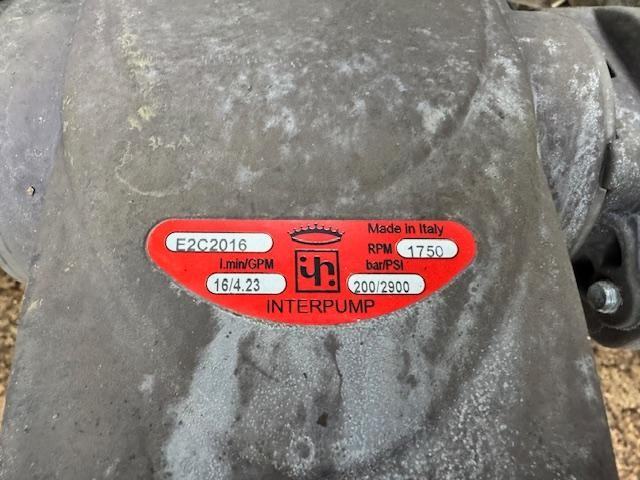 Made in Italy
E2C2016
RPM 1750
l.min/GPM
bar/PSI
16/4.23
200/2900
INTERPUMP